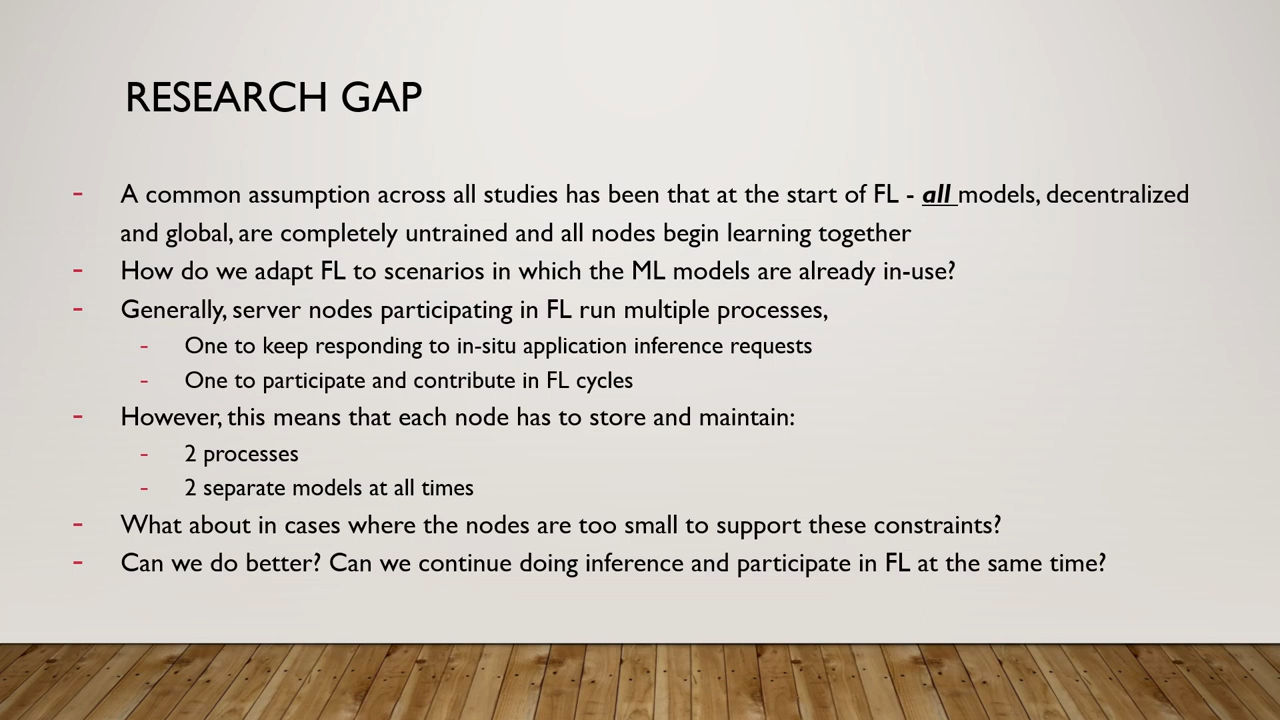 RESEARCH GAP
- A common assumption across all studies has been that at the start of FL - all models, decentralized
and global, are completely untrained and all nodes begin learning together
- How do we adapt FL to scenarios in which the ML models are already in-use?
- Generally, server nodes participating in FL run multiple processes,
- One to keep responding to in-situ application inference requests
- One to participate and contribute in FL cycles
- However, this means that each node has to store and maintain:
- 2 processes
- 2 separate models at all times
- What about in cases where the nodes are too small to support these constraints?
- Can we do better? Can we continue doing inference and participate in FL at the same time?